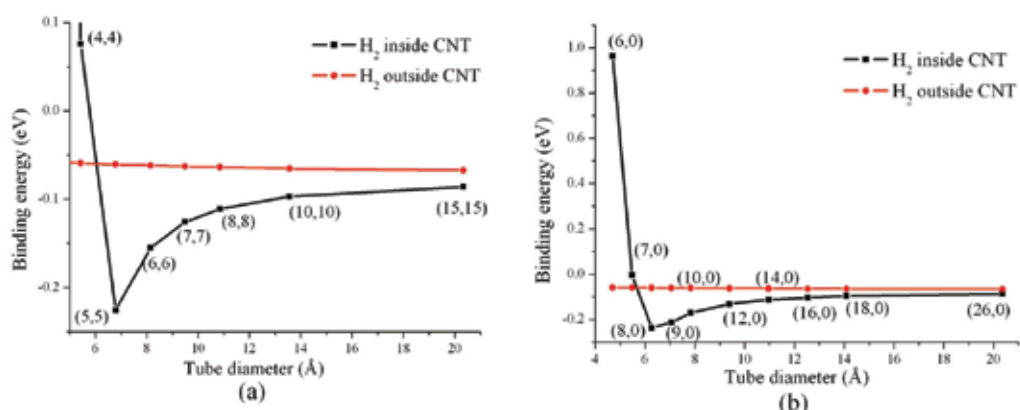 0.1
0.0
-0.1
-0.2
Binding energy (eV)
(4,4)
(5,5)
(6,6)
(7,7)
(8,8)
(10,10)
(15,15)
H₂ inside CNT
H₂ outside CNT
6 8 10 12 14 16 18 20
Tube diameter (Å)
(a)
1.0
0.8
0.6
0.4
0.2
0.0
-0.2
Binding energy (eV)
(6,0)
(7,0)
(8,0)
(9,0)
(10,0)
(12,0)
(14,0)
(16,0)
(18,0)
(26,0)
H₂ inside CNT
H₂ outside CNT
4 6 8 10 12 14 16 18 20
Tube diameter (Å)
(b)